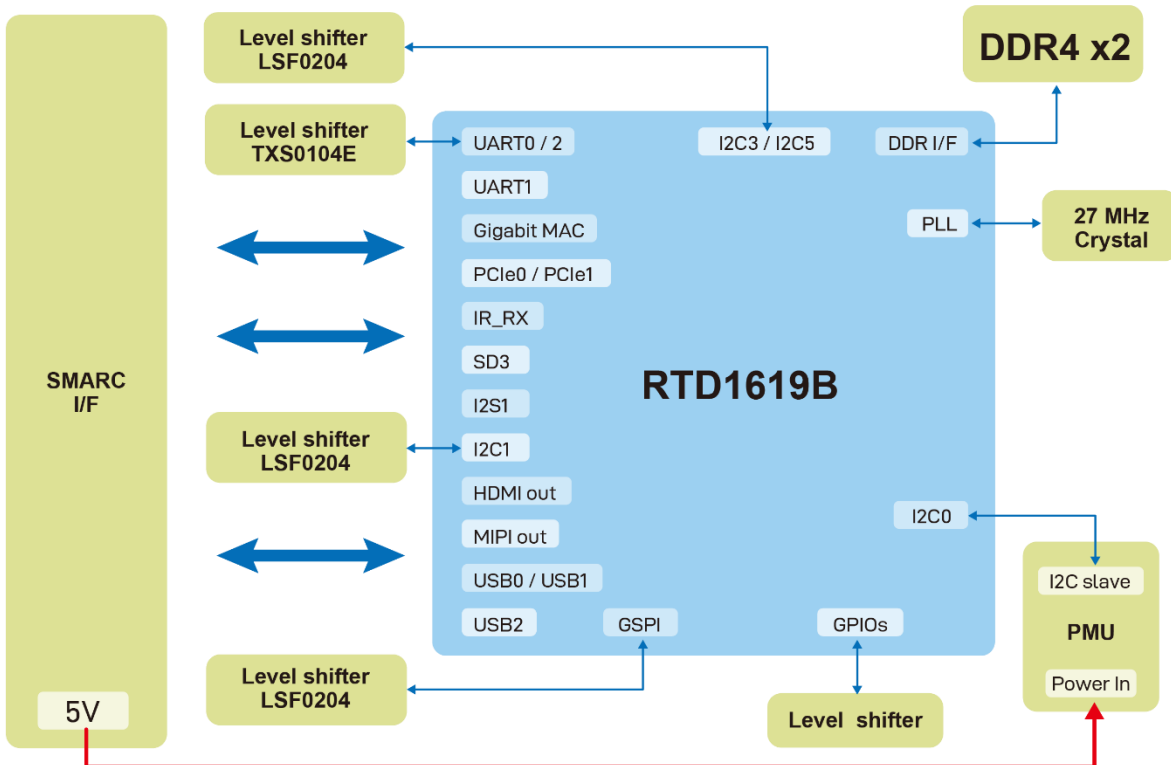 Level shifter
LSF0204
DDR4 x2
Level shifter
TXS0104E
UART0 / 2
I2C3 / I2C5
DDR I/F
UART1
Gigabit MAC
PLL
27 MHz
Crystal
PCIe0 / PCIe1
IR_RX
SD3
SMARC
I/F
RTD1619B
I2S1
Level shifter
LSF0204
I2C1
HDMI out
I2C0
MIPI out
USB0 / USB1
I2C slave
USB2
GSPI
GPIOs
PMU
Level shifter
LSF0204
Power In
5V
Level shifter